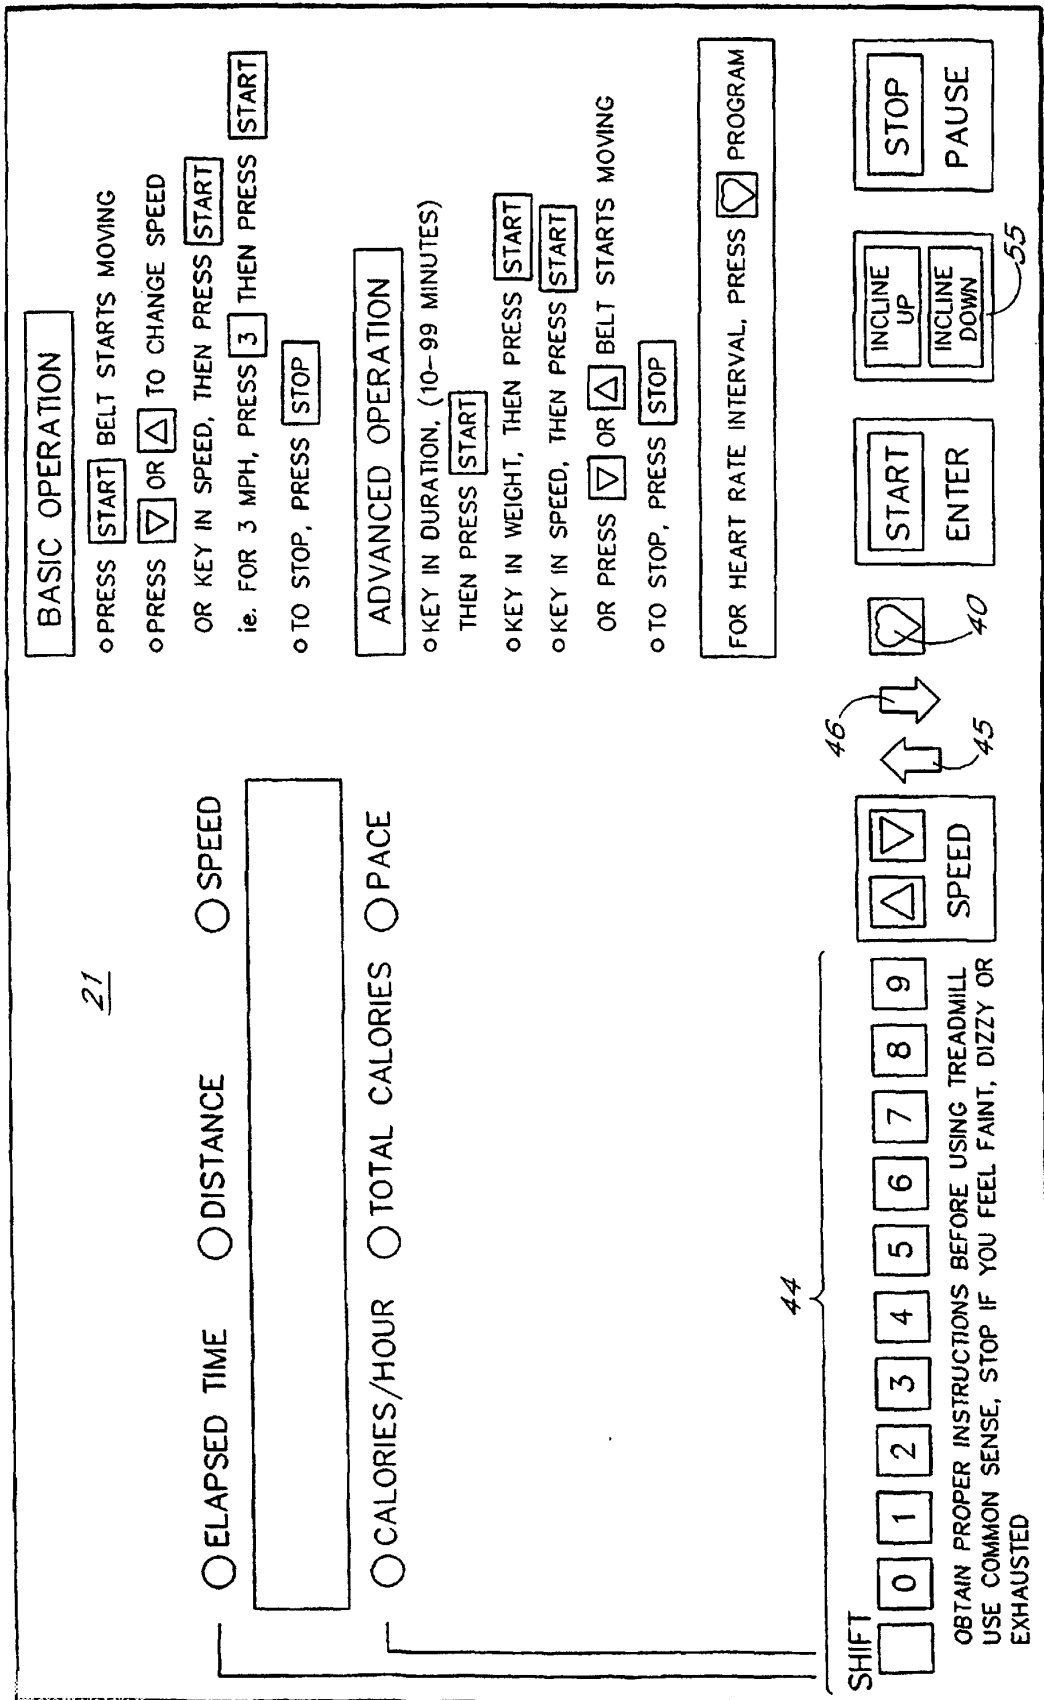 21
ELAPSED TIME DISTANCE SPEED
CALORIES/HOUR TOTAL CALORIES PACE
BASIC OPERATION
PRESS START BELT STARTS MOVING
PRESS ▽ OR △ TO CHANGE SPEED
OR KEY IN SPEED, THEN PRESS START
ie. FOR 3 MPH, PRESS 3 THEN PRESS START
TO STOP, PRESS STOP
ADVANCED OPERATION
KEY IN DURATION, (10-99 MINUTES)
THEN PRESS START
KEY IN WEIGHT, THEN PRESS START
KEY IN SPEED, THEN PRESS START
OR PRESS ▽ OR △ BELT STARTS MOVING
TO STOP, PRESS STOP
FOR HEART RATE INTERVAL, PRESS ♡ PROGRAM
44
SHIFT
0 1 2 3 4 5 6 7 8 9
OBTAIN PROPER INSTRUCTIONS BEFORE USING TREADMILL
USE COMMON SENSE, STOP IF YOU FEEL FAINT, DIZZY OR
EXHAUSTED
SPEED
46
45
40
START
ENTER
INCLINE
UP
INCLINE
DOWN
55
STOP
PAUSE